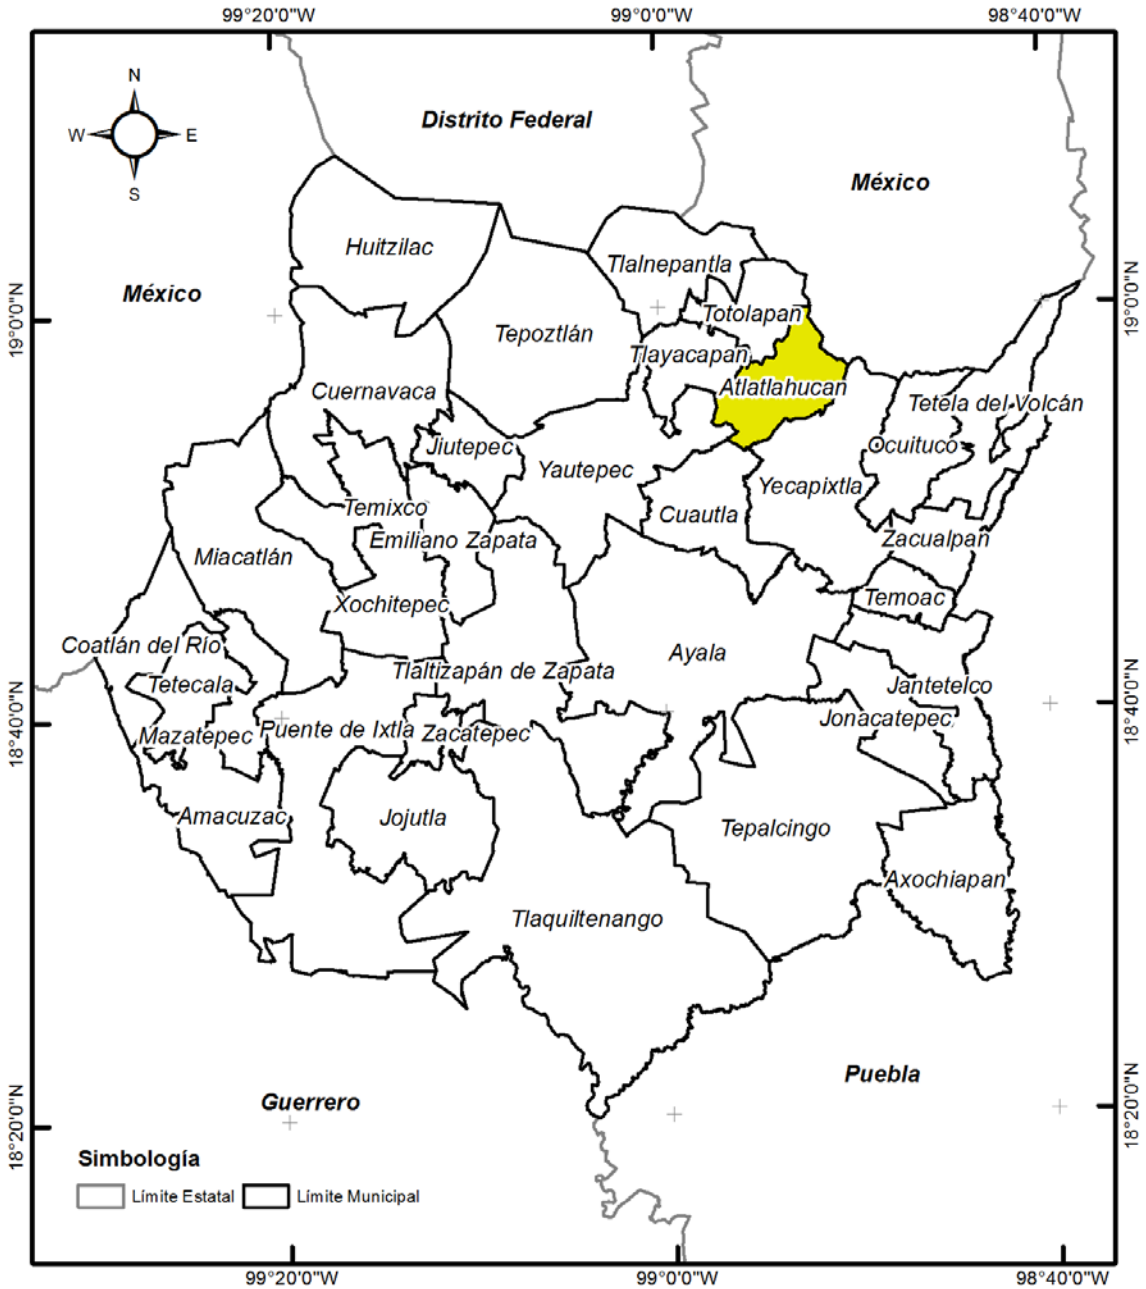 99°20'0"W
99°0'0"W
98°40'0"W
N
W
E
S
Distrito Federal
México
Huitzilac
Tlalnepantla
México
19°0'0"N
19°0'0"N
Totolapan
Tepoztlán
Tlayacapan
Cuernavaca
Atlatlahucan
Tetela del Volcán
Jiutepec
Ocuituco
Yautepec
Yecapixtla
Temixco
Cuautla
Emiliano Zapata
Zacualpan
Miacatlán
Temoac
Xochitepec
Coatlán del Río
Ayala
Tlaltizapán de Zapata
Tetecala
Jantetelco
18°40'0"N
18°40'0"N
Jonacatepec
Mazatepec
Puente de Ixtla
Zacatepec
Amacuzac
Jojutla
Tepalcingo
Axochiapan
Tlaquiltenango
Puebla
Guerrero
18°20'0"N
18°20'0"N
Simbología
Límite Estatal
Límite Municipal
99°20'0"W
99°0'0"W
98°40'0"W